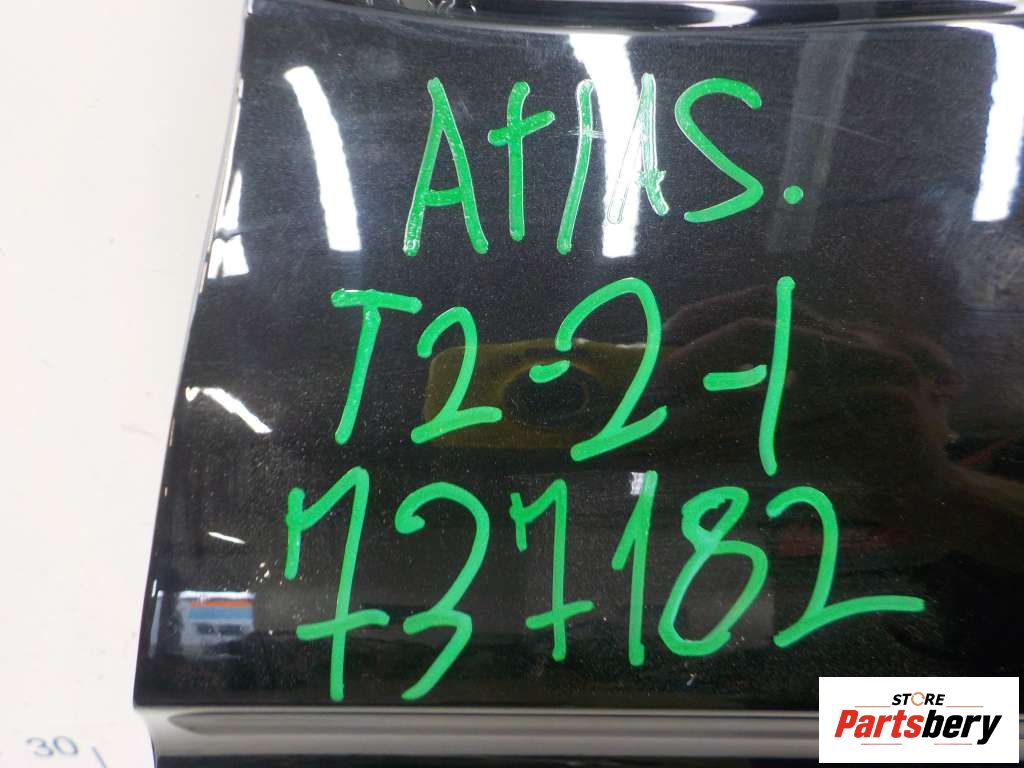 AtlAS.
T2-2-1
737182
30
STORE
Partsbery